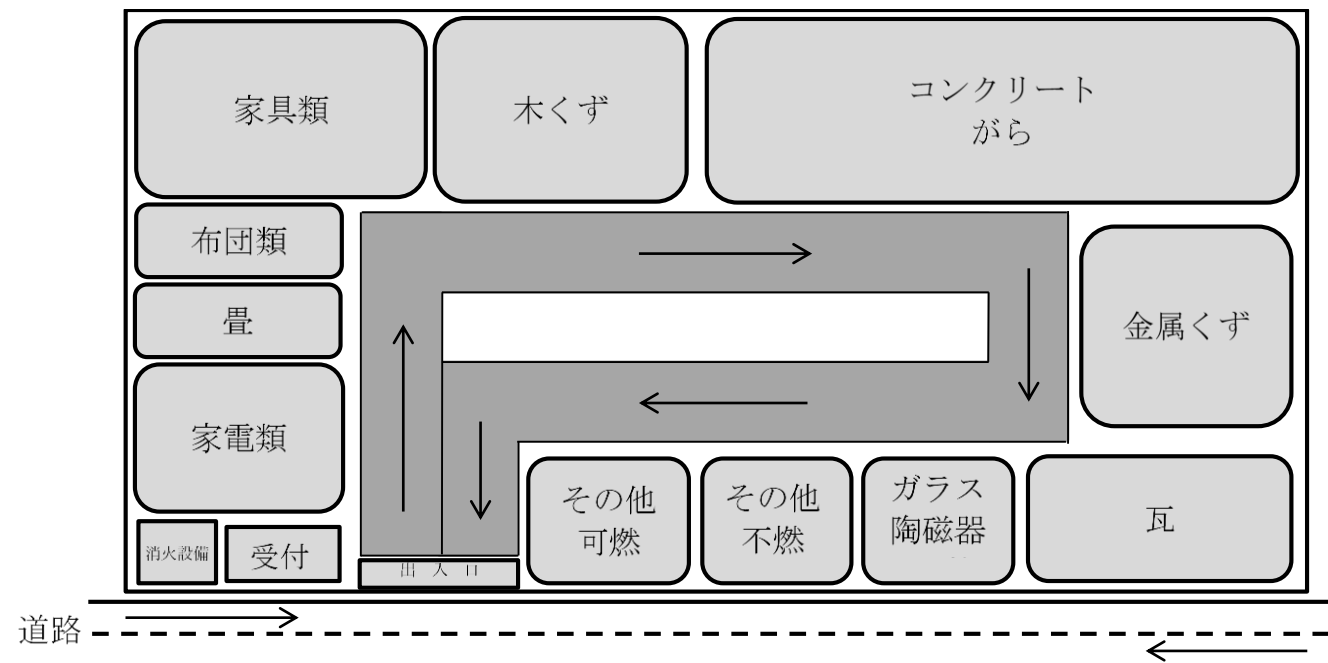 家具類
木くず
コンクリート
がら
布団類
畳
家電類
金属くず
消火設備
受付
出入口
その他
可燃
その他
不燃
ガラス
陶磁器
瓦
道路